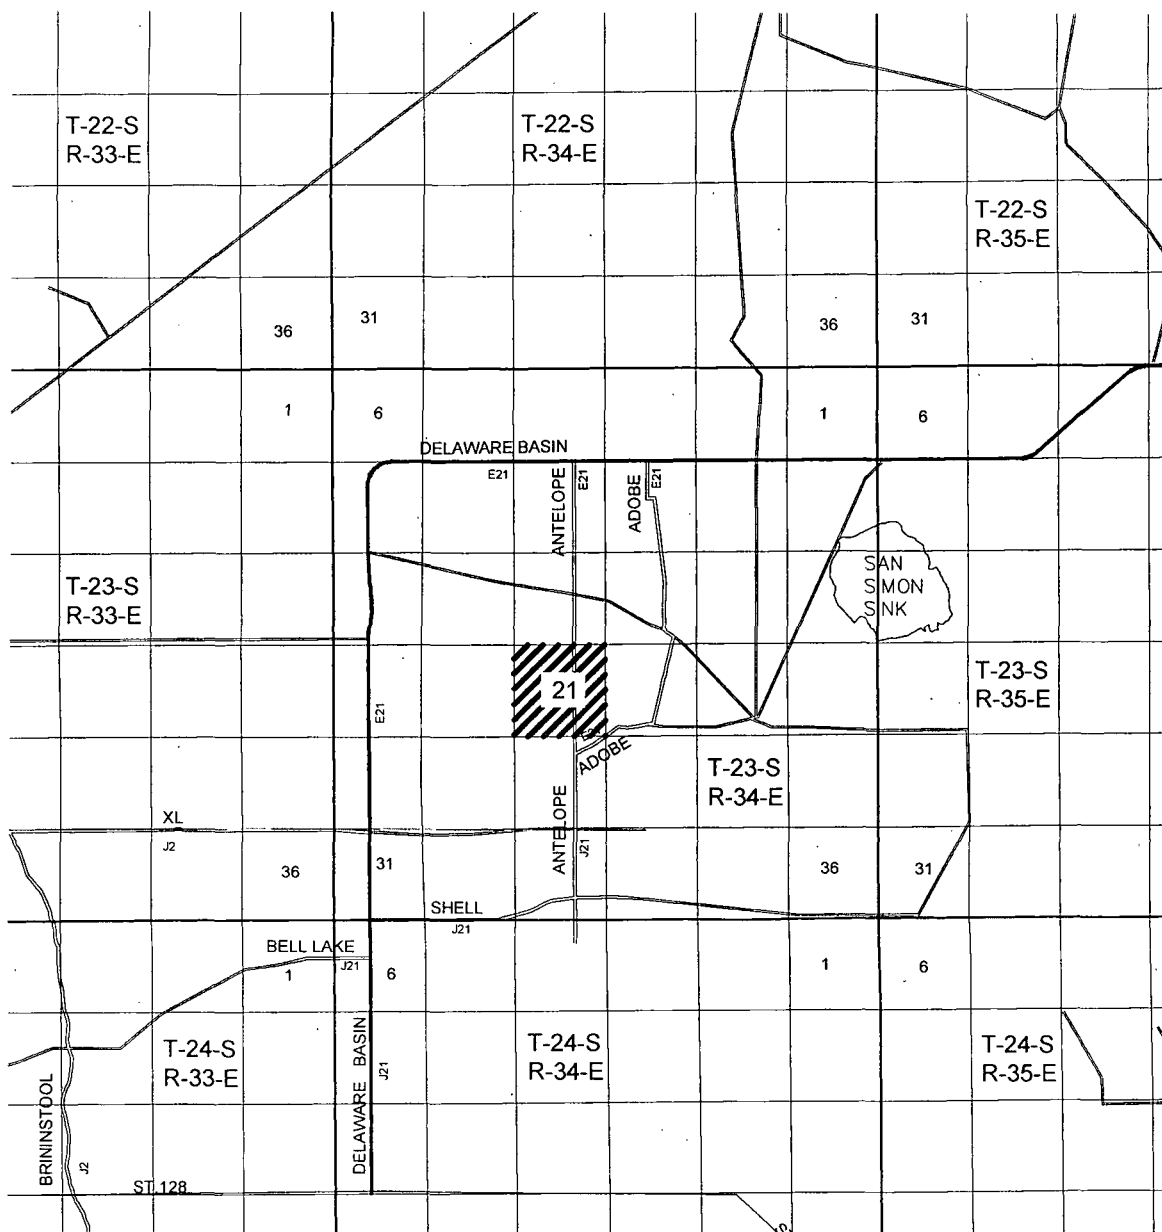 T-22-S
R-33-E
T-22-S
R-34-E
T-22-S
R-35-E
36
31
36
31
1
6
1
6
DELAWARE BASIN
E21
ANTELOPE
E21
ADOBE
E21
SAN
SIMON
SINK
T-23-S
R-33-E
21
T-23-S
R-35-E
E21
E21
ADOBE
T-23-S
R-34-E
XL
J2
ANTELOPE
J21
36
31
36
31
SHELL
J21
BELL LAKE
J21
1
6
1
6
T-24-S
R-33-E
DELAWARE BASIN
J21
T-24-S
R-34-E
T-24-S
R-35-E
BRININSTOOL
J2
ST 128